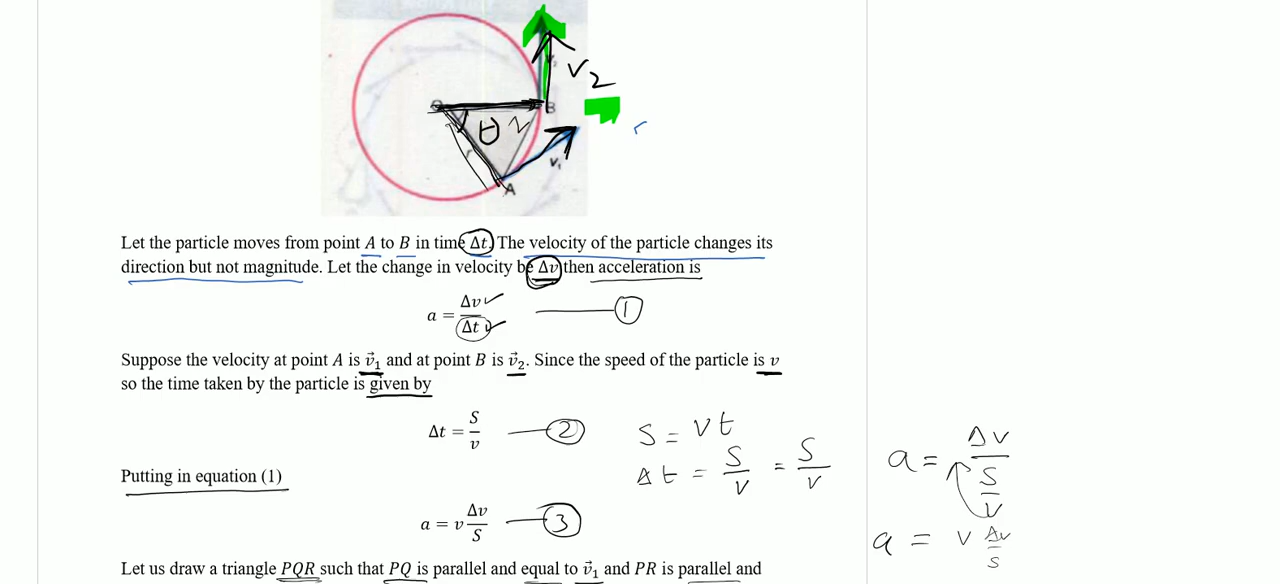 V2
O
B
θ
r
r
V1
A
Let the particle moves from point A to B in time Δt. The velocity of the particle changes its
direction but not magnitude. Let the change in velocity be Δv then acceleration is
a = Δv / Δt ① 
Suppose the velocity at point A is v⃗₁ and at point B is v⃗₂. Since the speed of the particle is v
so the time taken by the particle is given by
Δt = S / v ②
S = vt
Δt = S / v = S / v
a = Δv / (S / v)
Putting in equation (1)
a = v Δv / S ③
a = v Δv / S
Let us draw a triangle PQR such that PQ is parallel and equal to v⃗₁ and PR is parallel and